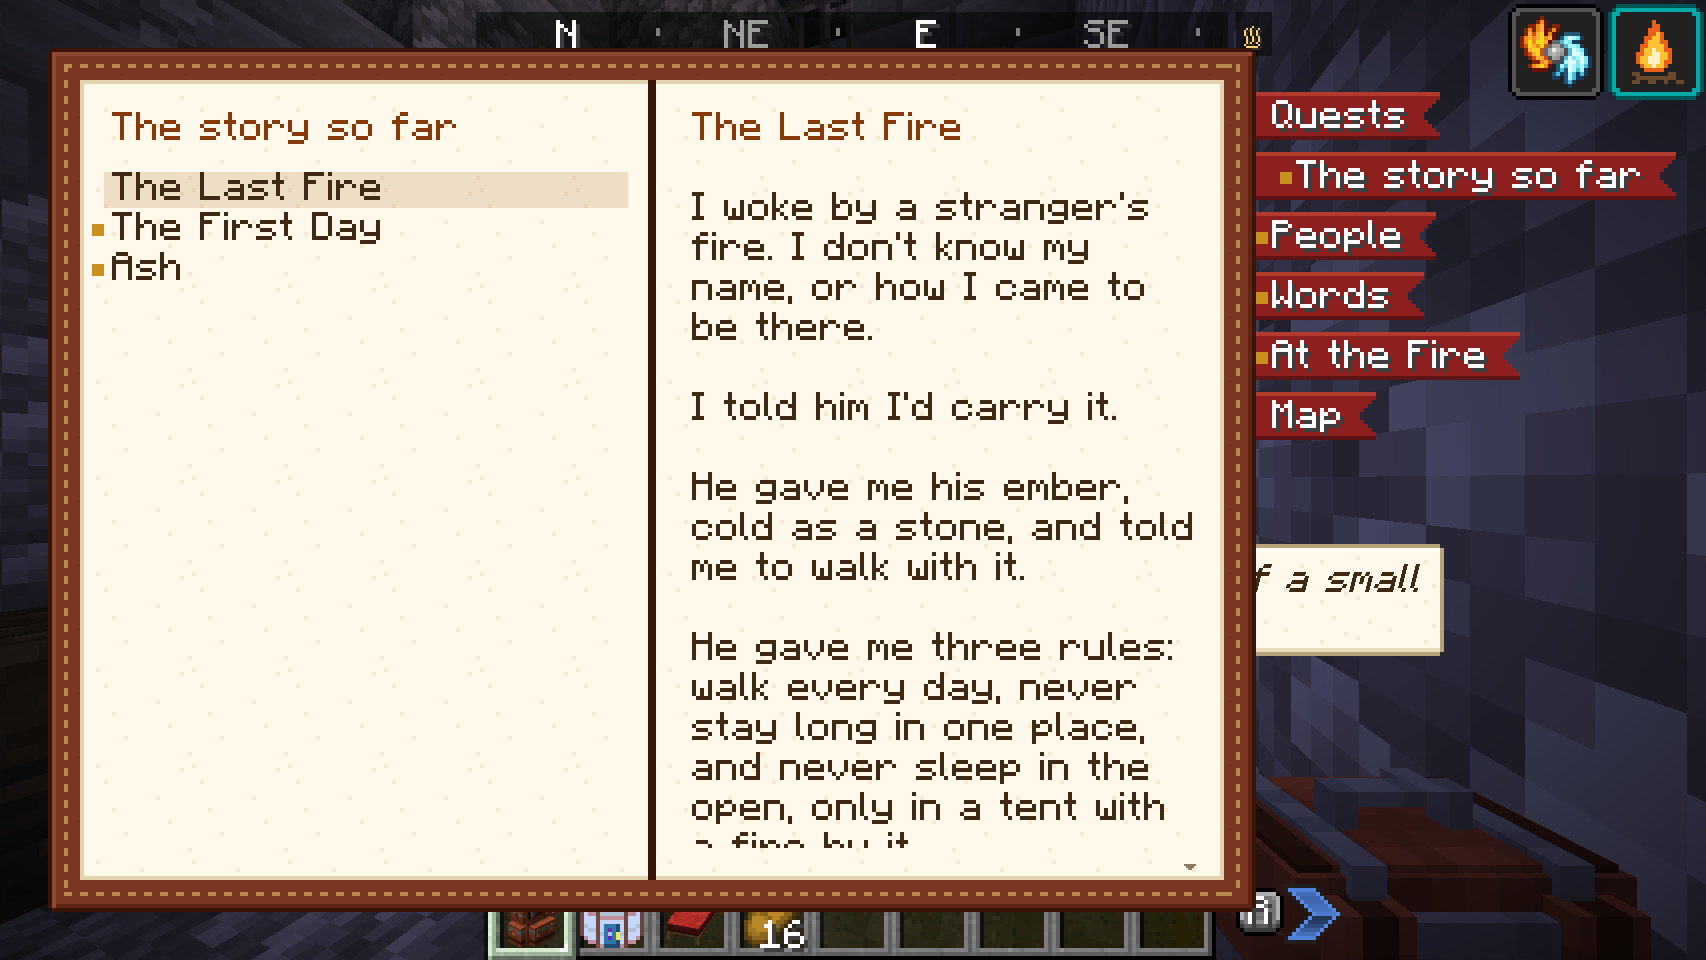 N · NE · E · SE ·
The story so far
The Last Fire
The First Day
Ash
The Last Fire
I woke by a stranger's
fire. I don't know my
name, or how I came to
be there.
I told him I'd carry it.
He gave me his ember,
cold as a stone, and told
me to walk with it.
He gave me three rules:
walk every day, never
stay long in one place,
and never sleep in the
open, only in a tent with
a fire by it
Quests
The story so far
People
Words
At the Fire
Map
f a small
16
R